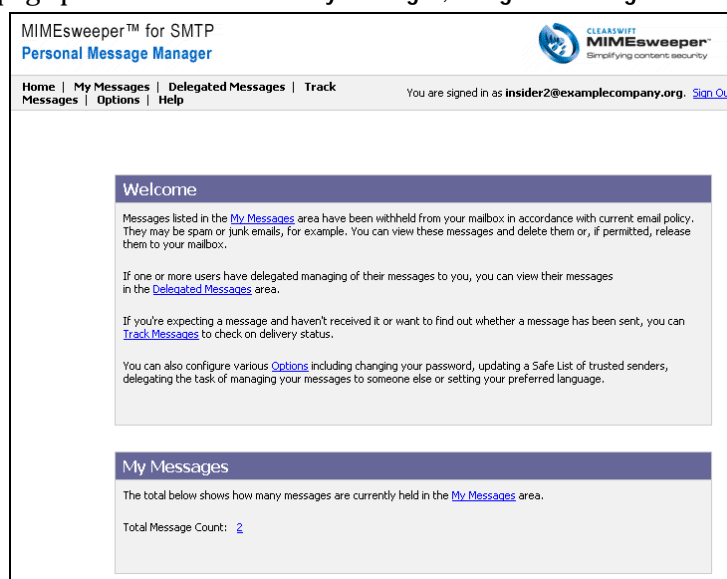 MIMEsweeper™ for SMTP
Personal Message Manager
CLEARSWIFT
MIMEsweeper™
Simplifying content security
Home | My Messages | Delegated Messages | Track
Messages | Options | Help
You are signed in as insider2@examplecompany.org. Sign Ou
Welcome
Messages listed in the My Messages area have been withheld from your mailbox in accordance with current email policy.
They may be spam or junk emails, for example. You can view these messages and delete them or, if permitted, release
them to your mailbox.
If one or more users have delegated managing of their messages to you, you can view their messages
in the Delegated Messages area.
If you're expecting a message and haven't received it or want to find out whether a message has been sent, you can
Track Messages to check on delivery status.
You can also configure various Options including changing your password, updating a Safe List of trusted senders,
delegating the task of managing your messages to someone else or setting your preferred language.
My Messages
The total below shows how many messages are currently held in the My Messages area.
Total Message Count: 2